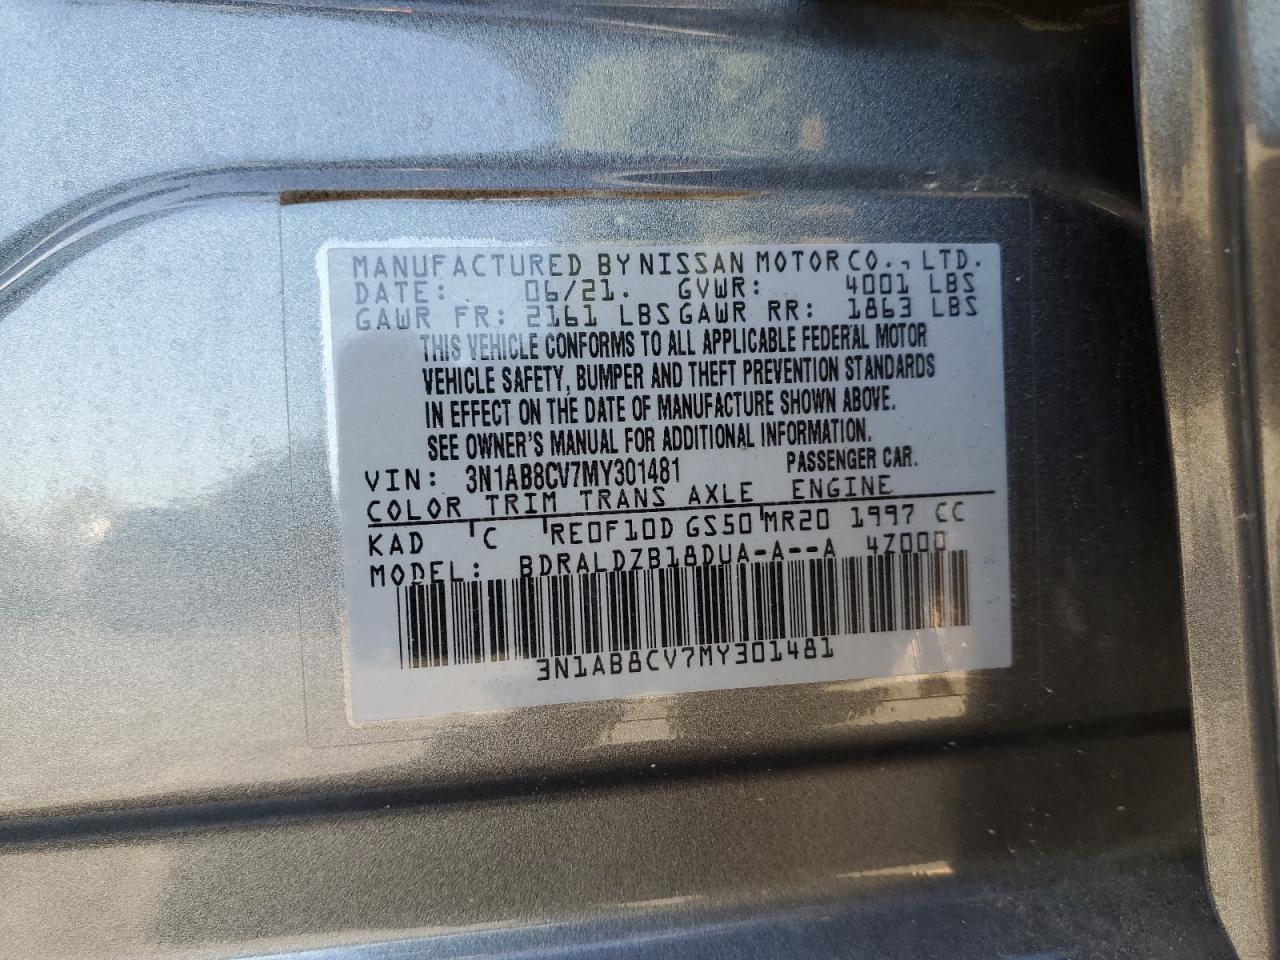 MANUFACTURED BY NISSAN MOTOR CO., LTD.
DATE: 06/21. GVWR: 4001 LBS
GAWR FR: 2161 LBS GAWR RR: 1863 LBS
THIS VEHICLE CONFORMS TO ALL APPLICABLE FEDERAL MOTOR
VEHICLE SAFETY, BUMPER AND THEFT PREVENTION STANDARDS
IN EFFECT ON THE DATE OF MANUFACTURE SHOWN ABOVE.
SEE OWNER'S MANUAL FOR ADDITIONAL INFORMATION.
VIN: 3N1AB8CV7MY301481 PASSENGER CAR.
COLOR TRIM TRANS AXLE ENGINE
KAD C RE0F10D GS50 MR20 1997 CC
MODEL: BDRALDZB18DUA-A--A 4Z000
3N1AB8CV7MY301481